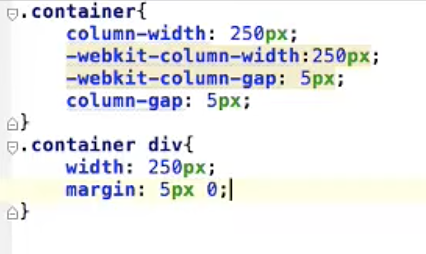 .container{
column-width: 250px;
-webkit-column-width:250px;
-webkit-column-gap: 5px;
column-gap: 5px;
}
.container div{
width: 250px;
margin: 5px 0;
}